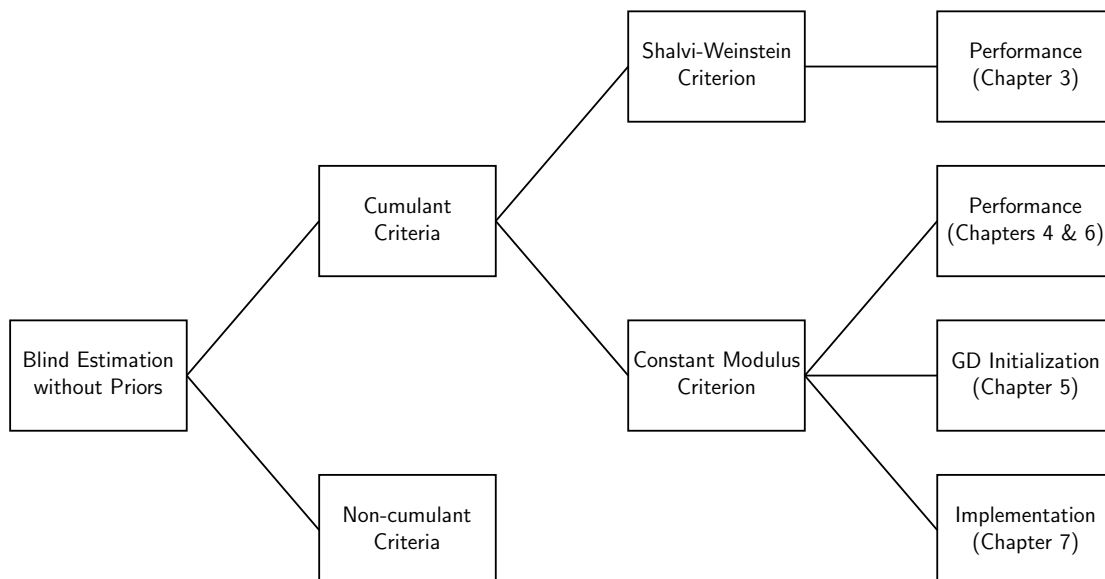 Shalvi-Weinstein
Criterion
Performance
(Chapter 3)
Cumulant
Criteria
Performance
(Chapters 4 & 6)
Blind Estimation
without Priors
Constant Modulus
Criterion
GD Initialization
(Chapter 5)
Non-cumulant
Criteria
Implementation
(Chapter 7)